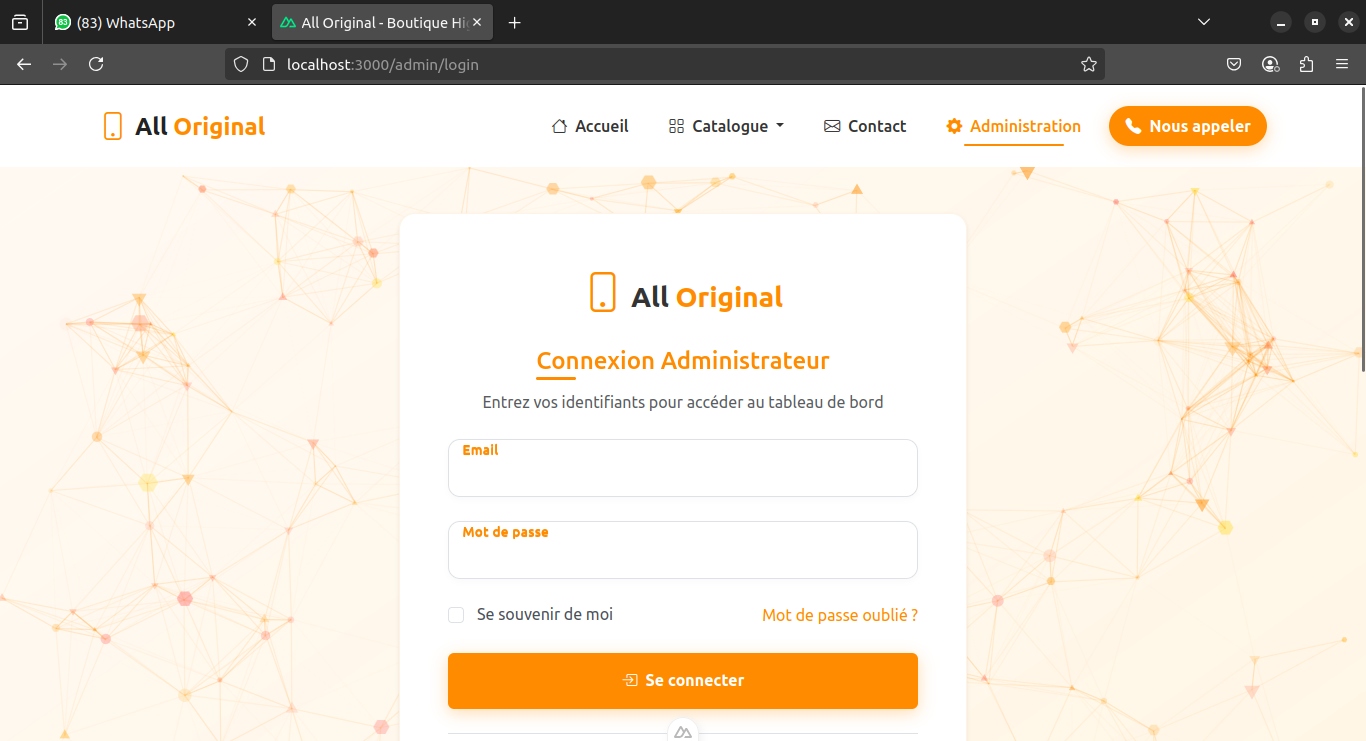 (83) WhatsApp
All Original - Boutique Hi
localhost:3000/admin/login
All Original
Accueil
Catalogue
Contact
Administration
Nous appeler
All Original
Connexion Administrateur
Entrez vos identifiants pour accéder au tableau de bord
Email
Mot de passe
Se souvenir de moi
Mot de passe oublié ?
Se connecter